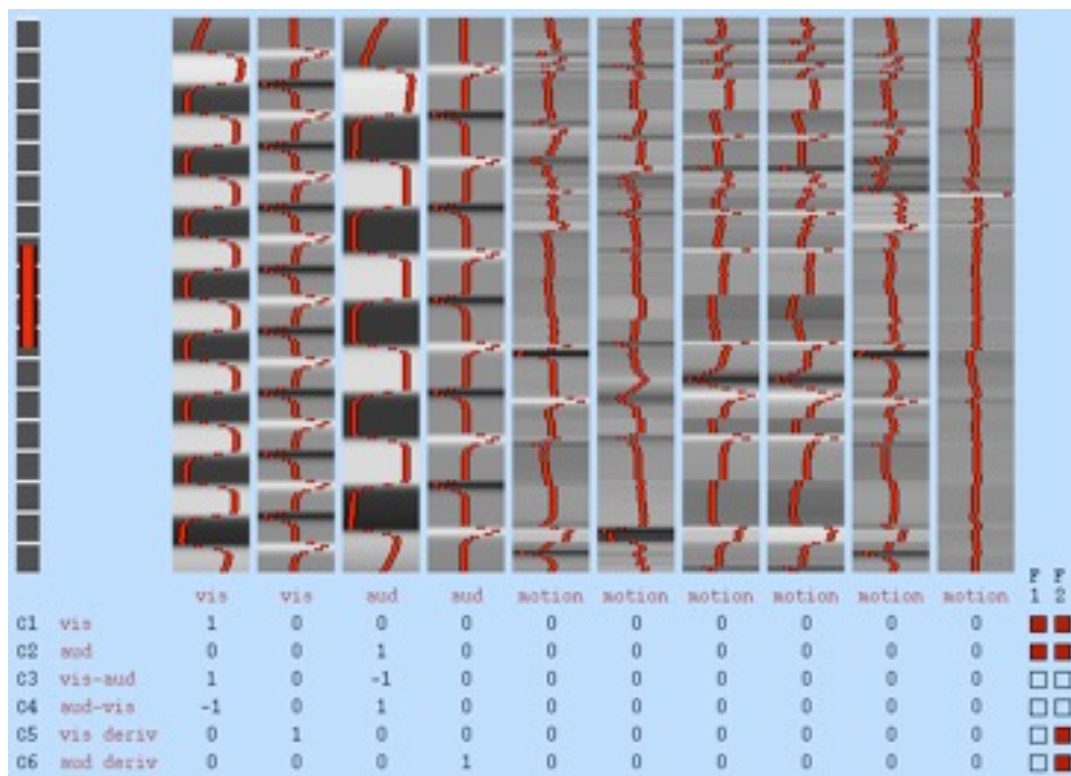 F F
vis vis aud aud motion motion motion motion motion motion 1 2
C1 vis 1 0 0 0 0 0 0 0 0 0
C2 aud 0 0 1 0 0 0 0 0 0 0
C3 vis-aud 1 0 -1 0 0 0 0 0 0 0
C4 aud-vis -1 0 1 0 0 0 0 0 0 0
C5 vis deriv 0 1 0 0 0 0 0 0 0 0
C6 aud deriv 0 0 0 1 0 0 0 0 0 0